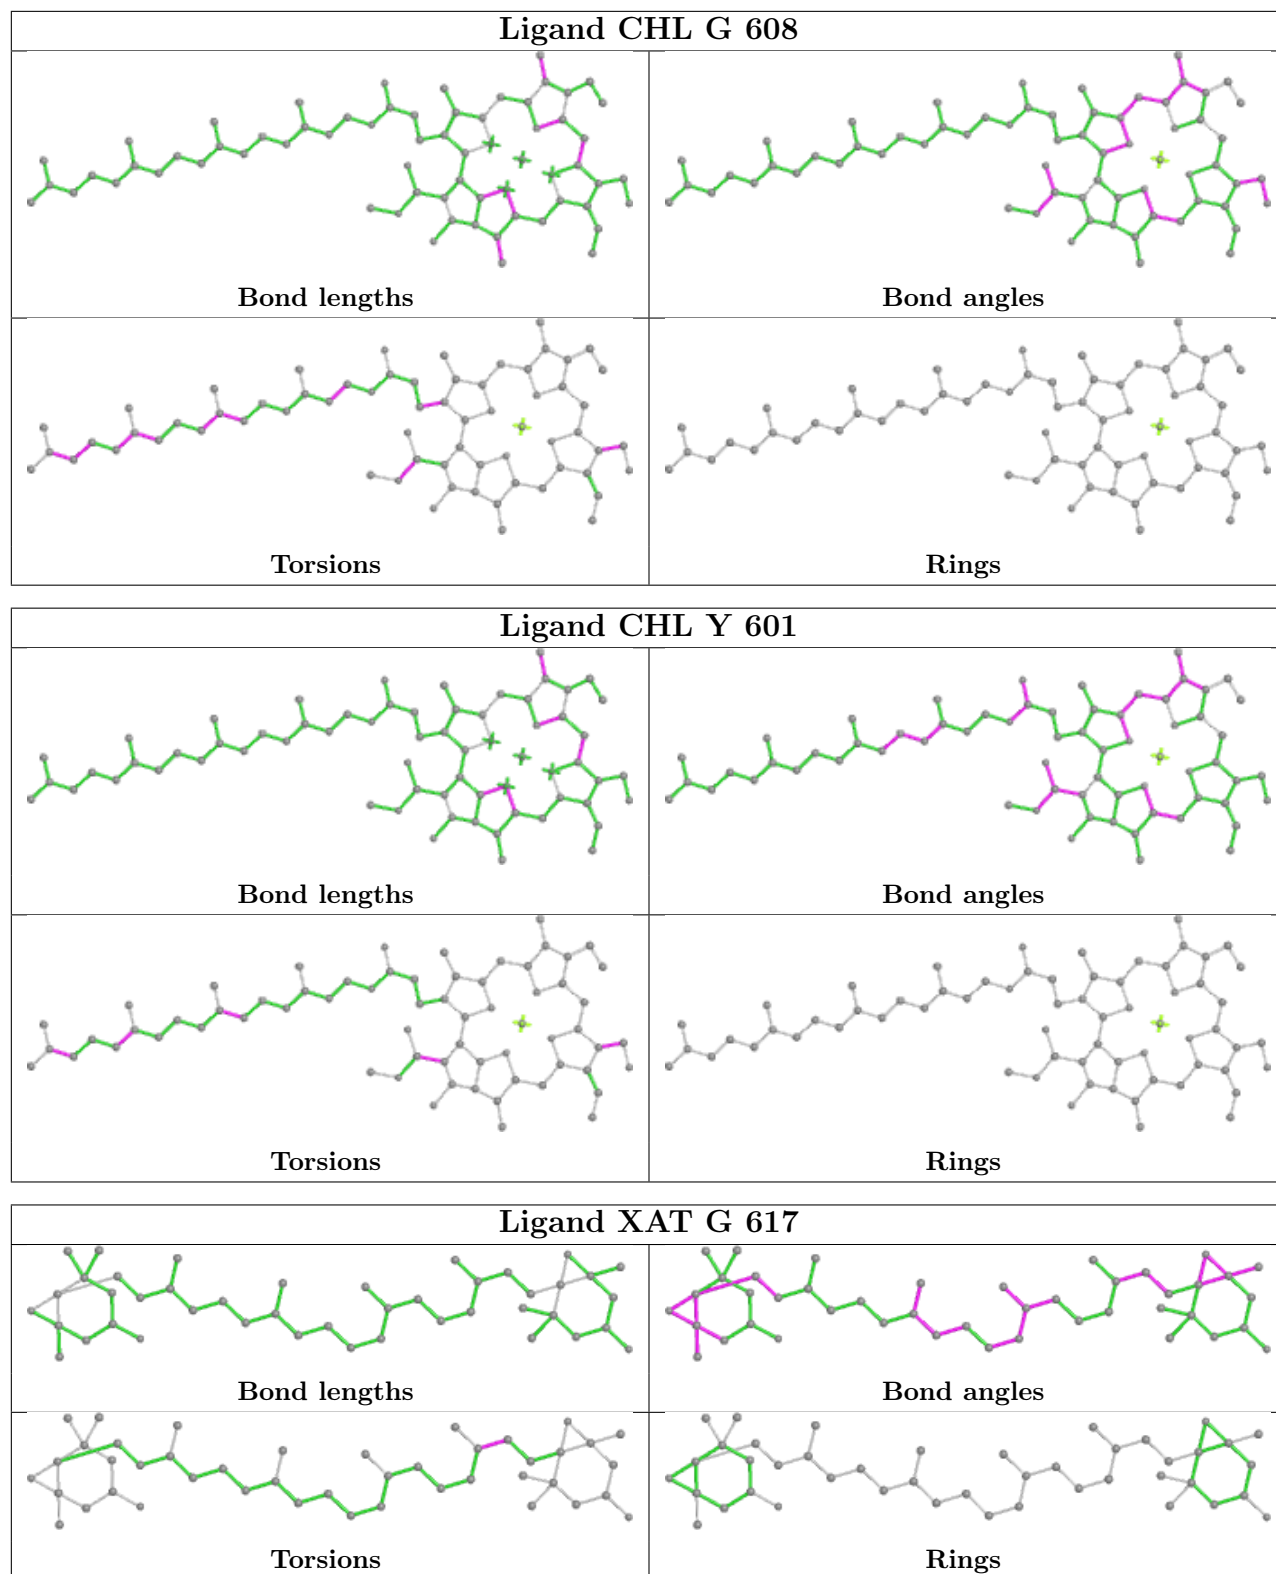 Ligand CHL G 608
Bond lengths
Bond angles
Torsions
Rings
Ligand CHL Y 601
Bond lengths
Bond angles
Torsions
Rings
Ligand XAT G 617
Bond lengths
Bond angles
Torsions
Rings